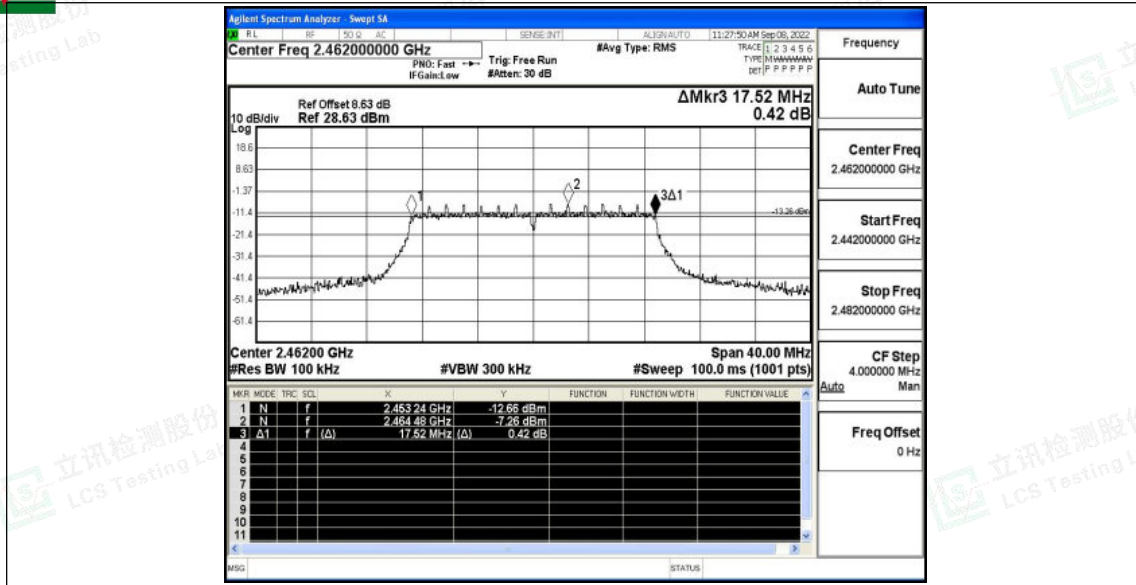 Agilent Spectrum Analyzer - Swept SA
RL RF 50 Ω AC SENSE:INT ALIGNAUTO 11:27:50 AM Sep 08, 2022
Center Freq 2.462000000 GHz #Avg Type: RMS TRACE 1 2 3 4 5 6
PNO: Fast Trig: Free Run TYPE MWWWWW
IFGain:Low #Atten: 30 dB DET P P P P P P
Ref Offset 8.63 dB ΔMkr3 17.52 MHz
10 dB/div Ref 28.63 dBm 0.42 dB
Log
18.6
8.63
-1.37
-11.4
-21.4
-31.4
-41.4
-51.4
-61.4
1
2
3Δ1
-13.26 dBm
Center 2.46200 GHz Span 40.00 MHz
#Res BW 100 kHz #VBW 300 kHz #Sweep 100.0 ms (1001 pts)
MKR MODE TRC SCL X Y FUNCTION FUNCTION WIDTH FUNCTION VALUE
1 N f 2.453 24 GHz -12.66 dBm
2 N f 2.464 48 GHz -7.26 dBm
3 Δ1 f (Δ) 17.52 MHz (Δ) 0.42 dB
4
5
6
7
8
9
10
11
MSG STATUS
Frequency
Auto Tune
Center Freq
2.462000000 GHz
Start Freq
2.442000000 GHz
Stop Freq
2.482000000 GHz
CF Step
4.000000 MHz
Auto Man
Freq Offset
0 Hz
立讯检测股份
LCS Testing Lab
立讯检测股份
LCS Testing L